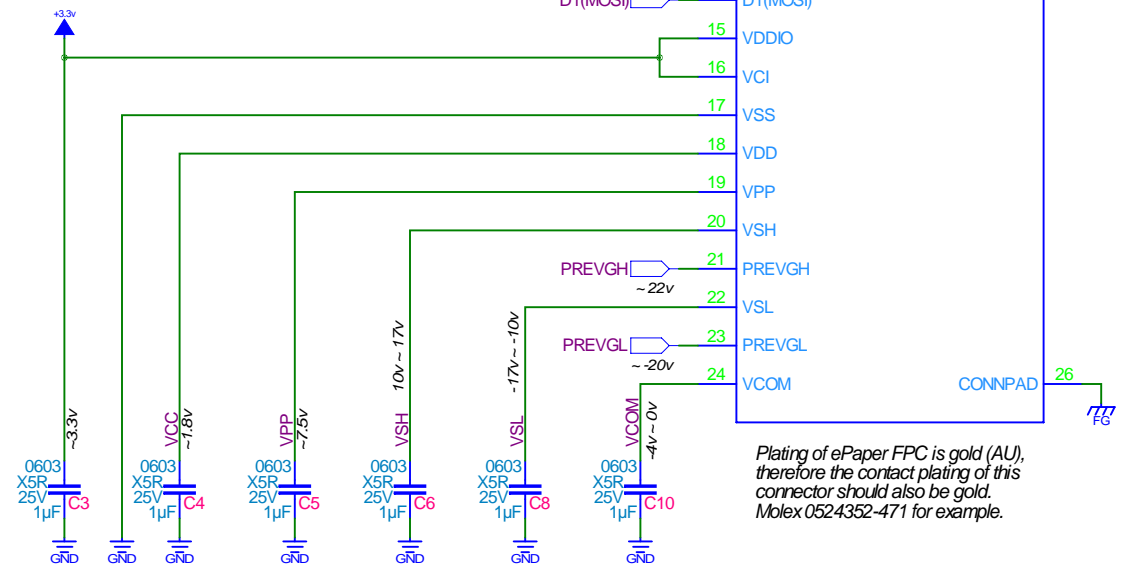 +3.3v
D1(MOSI)
D1(MOSI)
15 VDDIO
16 VCI
17 VSS
18 VDD
19 VPP
20 VSH
PREVGH
21 PREVGH
~22v
22 VSL
PREVGL
23 PREVGL
~-20v
24 VCOM
CONNPAD 26
FG
~3.3v
VCC
~1.8v
VPP
~7.5v
VSH
10v ~ 17v
VSL
-17v ~ -10v
VCOM
-4v ~ 0v
Plating of ePaper FPC is gold (AU),
therefore the contact plating of this
connector should also be gold.
Molex 0524352-471 for example.
0603
X5R
25V
1µF
C3
0603
X5R
25V
1µF
C4
0603
X5R
25V
1µF
C5
0603
X5R
25V
1µF
C6
0603
X5R
25V
1µF
C8
0603
X5R
25V
1µF
C10
GND
GND
GND
GND
GND
GND
GND